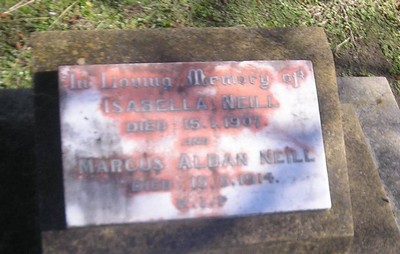 In Loving Memory of
ISABELLA NEILL
DIED
AND
MARCUS ALBAN NEILL
DIED